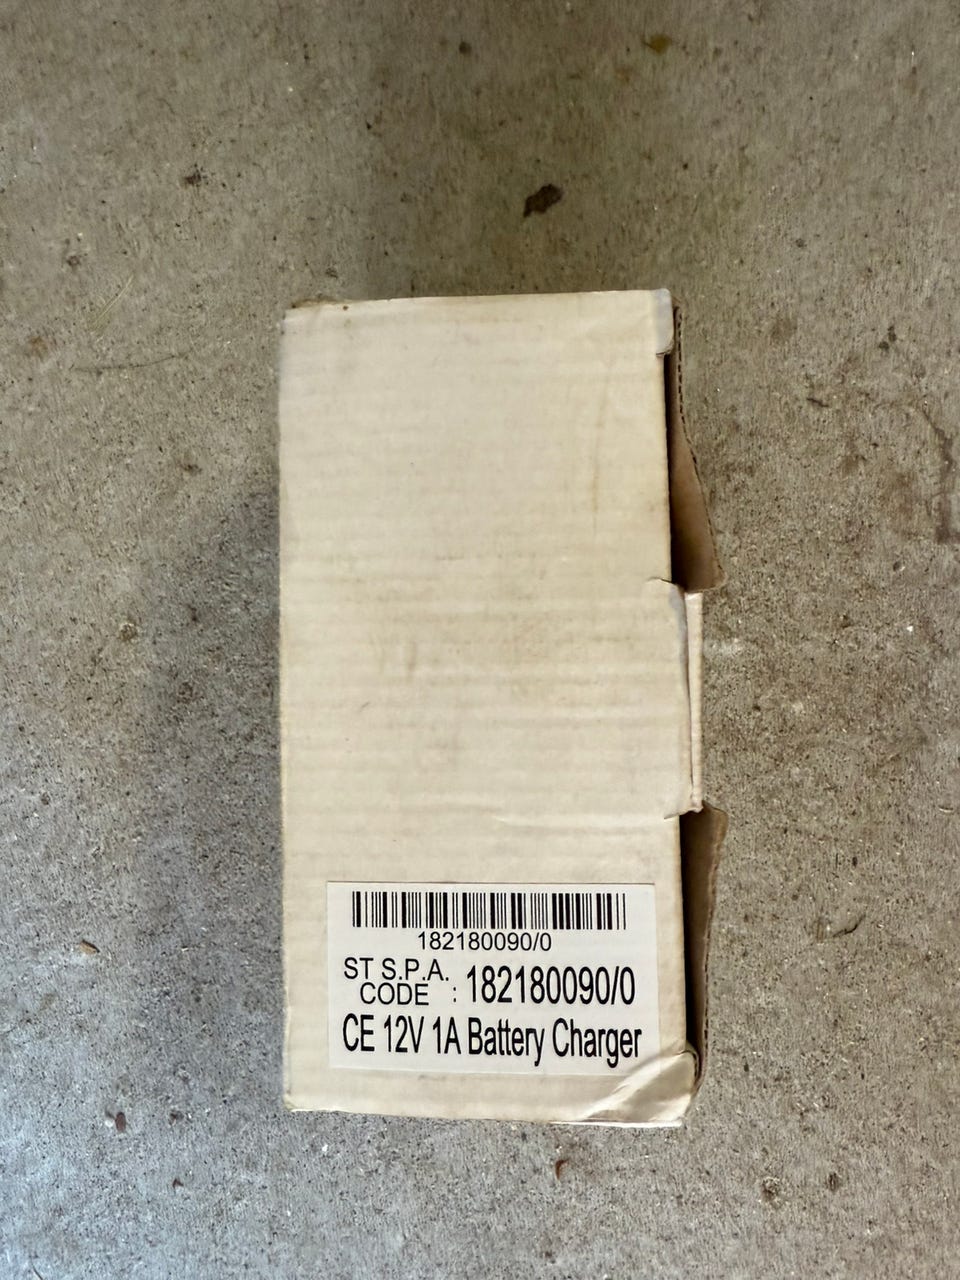 182180090/0
ST S.P.A.
CODE : 182180090/0
CE 12V 1A Battery Charger